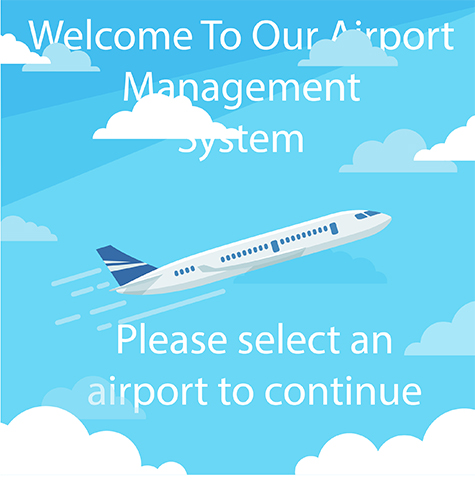 Welcome To Our Airport
Management
System
Please select an
airport to continue